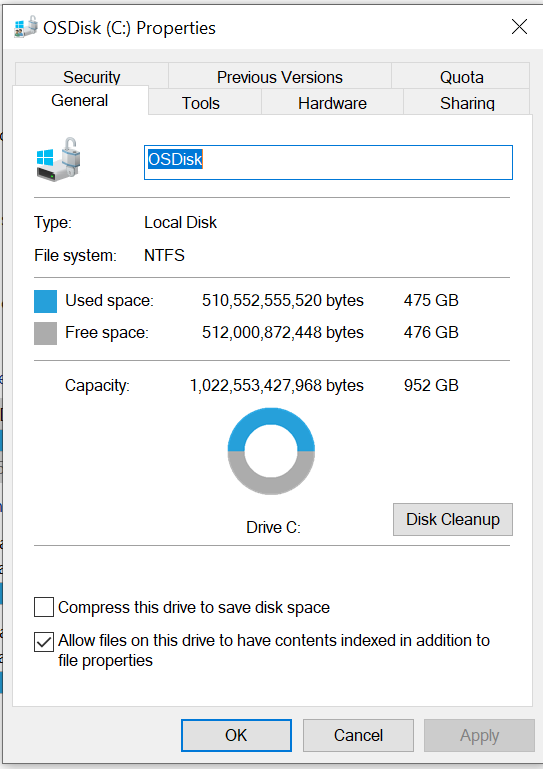 OSDisk (C:) Properties
Security Previous Versions Quota
General Tools Hardware Sharing
OSDisk
Type: Local Disk
File system: NTFS
Used space: 510,552,555,520 bytes 475 GB
Free space: 512,000,872,448 bytes 476 GB
Capacity: 1,022,553,427,968 bytes 952 GB
Drive C:
Disk Cleanup
Compress this drive to save disk space
Allow files on this drive to have contents indexed in addition to
file properties
OK Cancel Apply